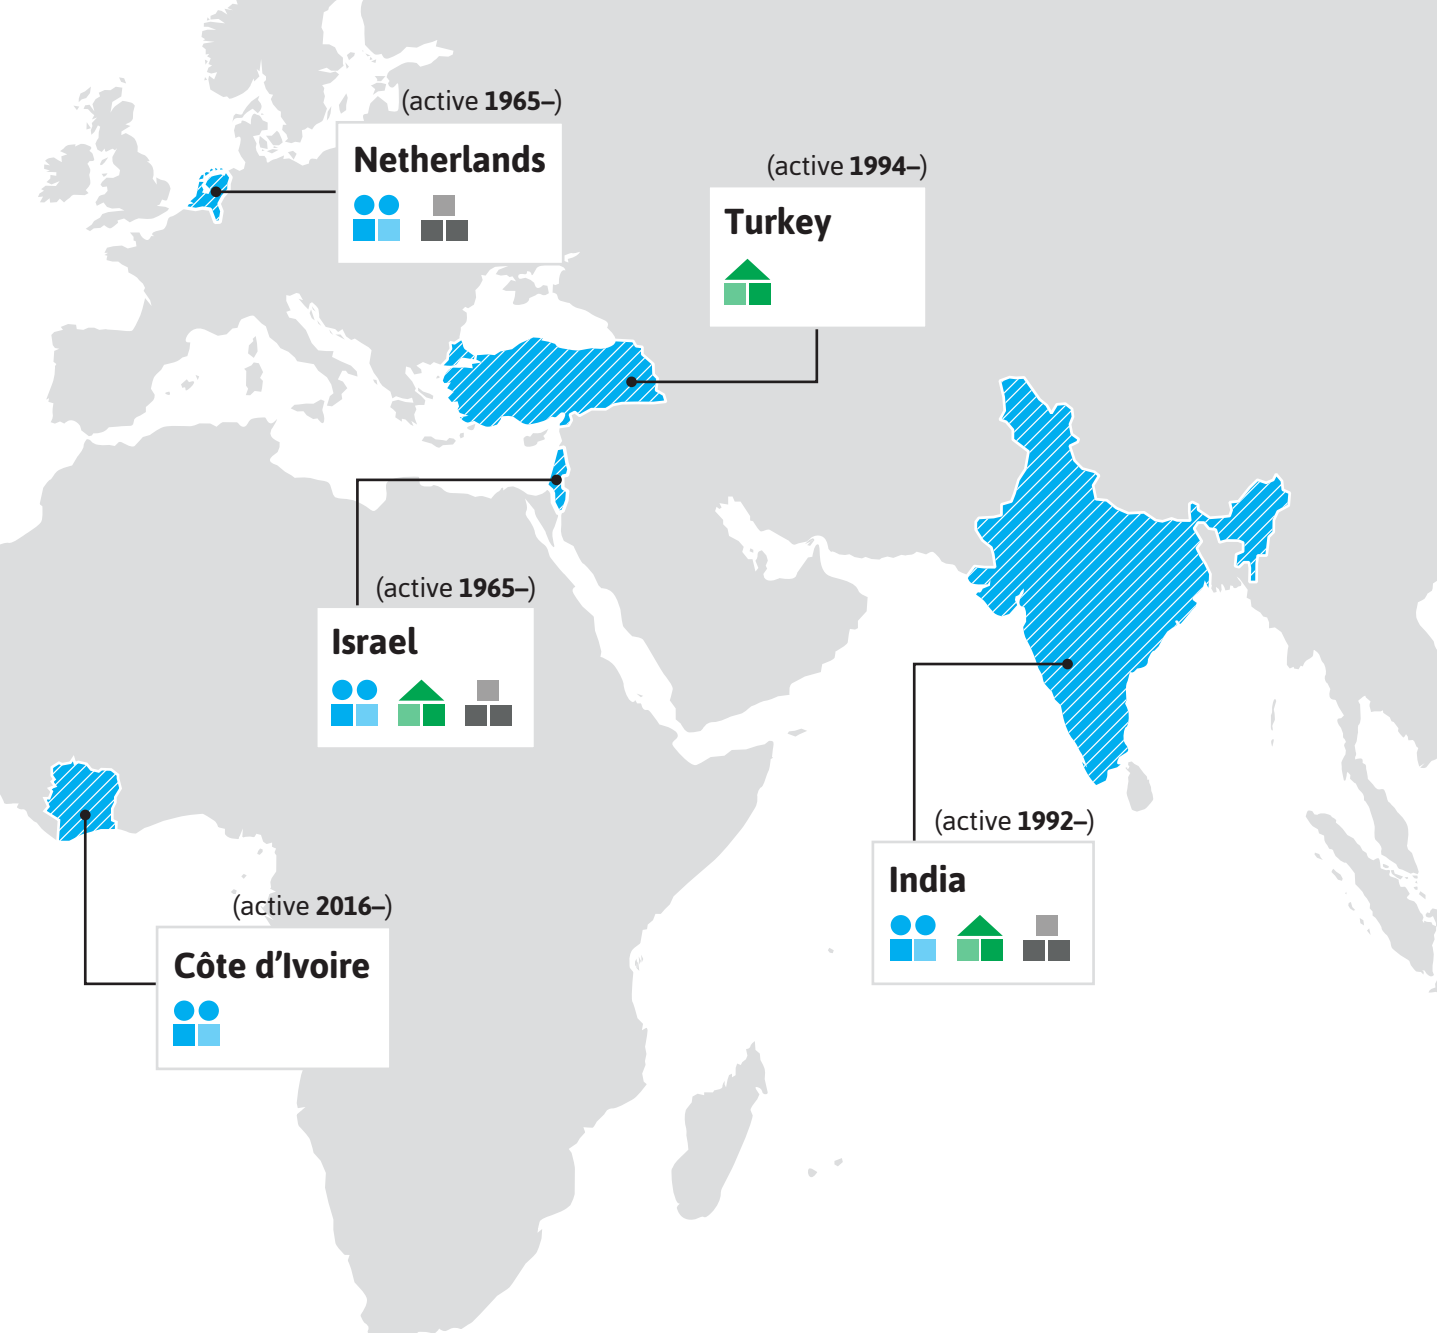 (active 1965–)
Netherlands
(active 1994–)
Turkey
(active 1965–)
Israel
(active 1992–)
India
(active 2016–)
Côte d’Ivoire